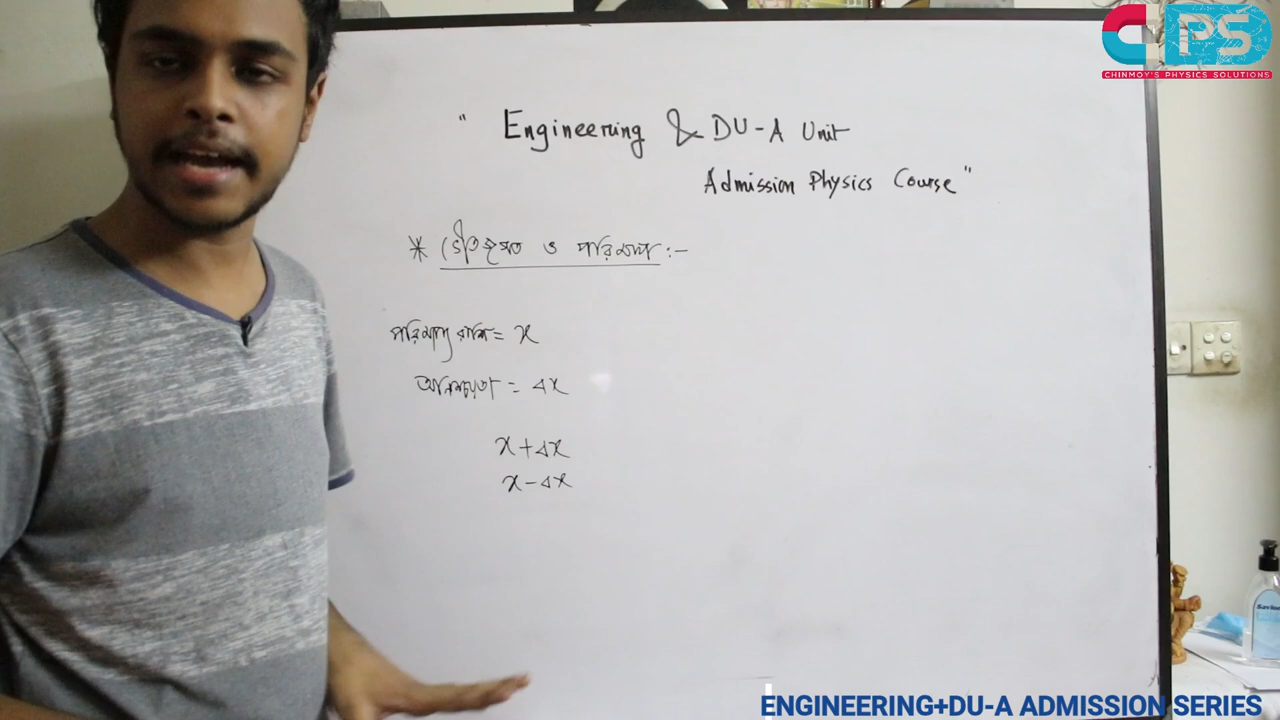 CPS
CHINMOY'S PHYSICS SOLUTIONS
" Engineering & DU-A Unit
Admission Physics Course "
* ভৌতজগত ও পরিমাপ :-
পরিমাপ্য রাশি = x
অনিশ্চয়তা = Δx
x+Δx
x-Δx
ENGINEERING+DU-A ADMISSION SERIES